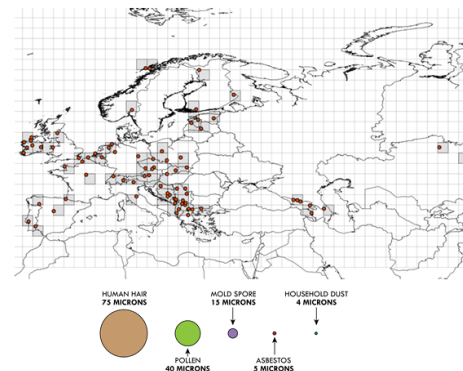 HUMAN HAIR
75 MICRONS
MOLD SPORE
15 MICRONS
HOUSEHOLD DUST
4 MICRONS
POLLEN
40 MICRONS
ASBESTOS
5 MICRONS